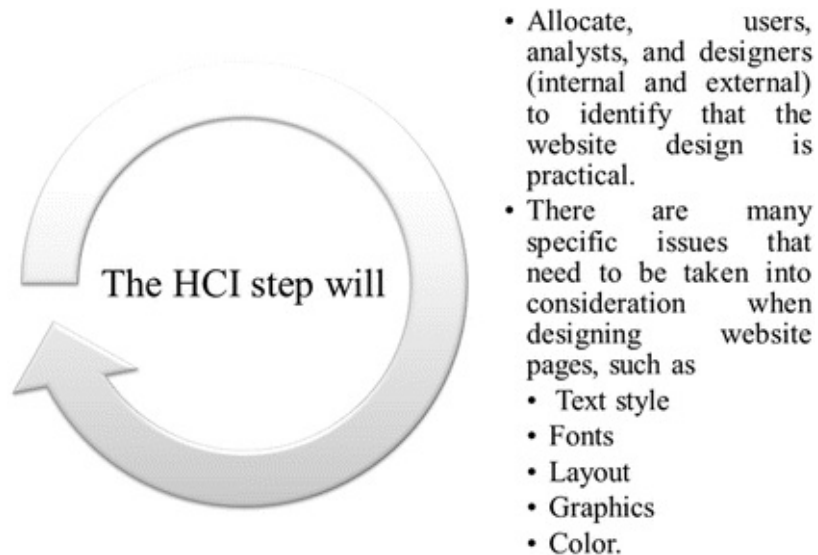 The HCI step will
• Allocate, users,
analysts, and designers
(internal and external)
to identify that the
website design is
practical.
• There are many
specific issues that
need to be taken into
consideration when
designing website
pages, such as
• Text style
• Fonts
• Layout
• Graphics
• Color.